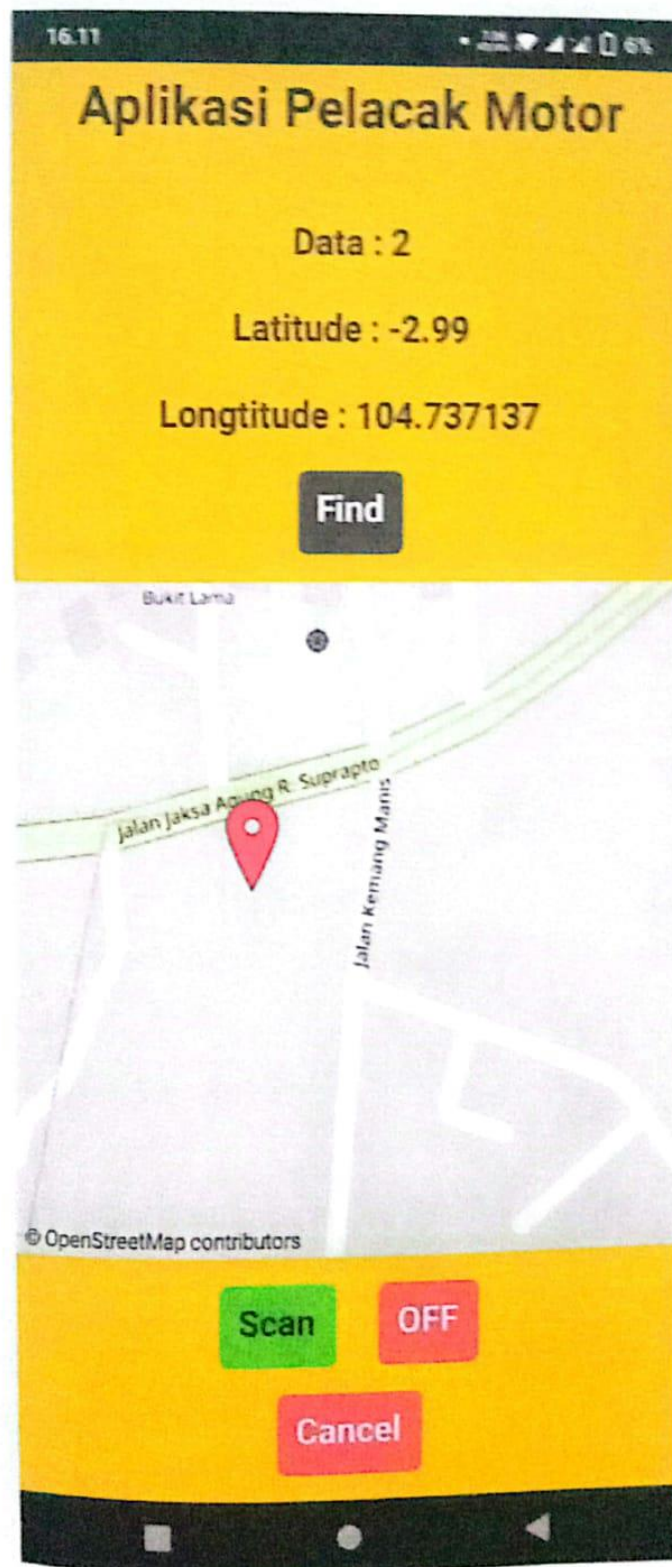 16.11
6%
Aplikasi Pelacak Motor
Data : 2
Latitude : -2.99
Longtitude : 104.737137
Find
Bukit Lama
Jalan Jaksa Agung R. Suprapto
Jalan Kemang Manis
© OpenStreetMap contributors
Scan
OFF
Cancel